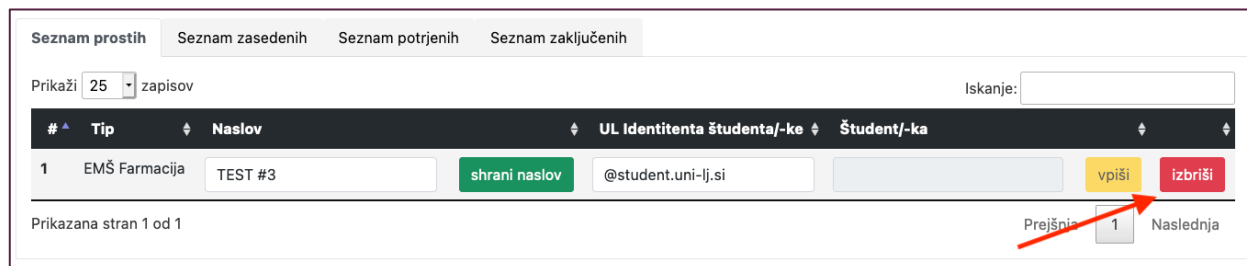 Seznam prostih Seznam zasedenih Seznam potrjenih Seznam zaključenih
Prikaži 25 zapisov Iskanje:
# Tip Naslov UL Identitenta študenta/-ke Študent/-ka
1 EMŠ Farmacija TEST #3 shrani naslov @student.uni-lj.si vpiši izbriši
Prikazana stran 1 od 1 Prejšnja 1 Naslednja